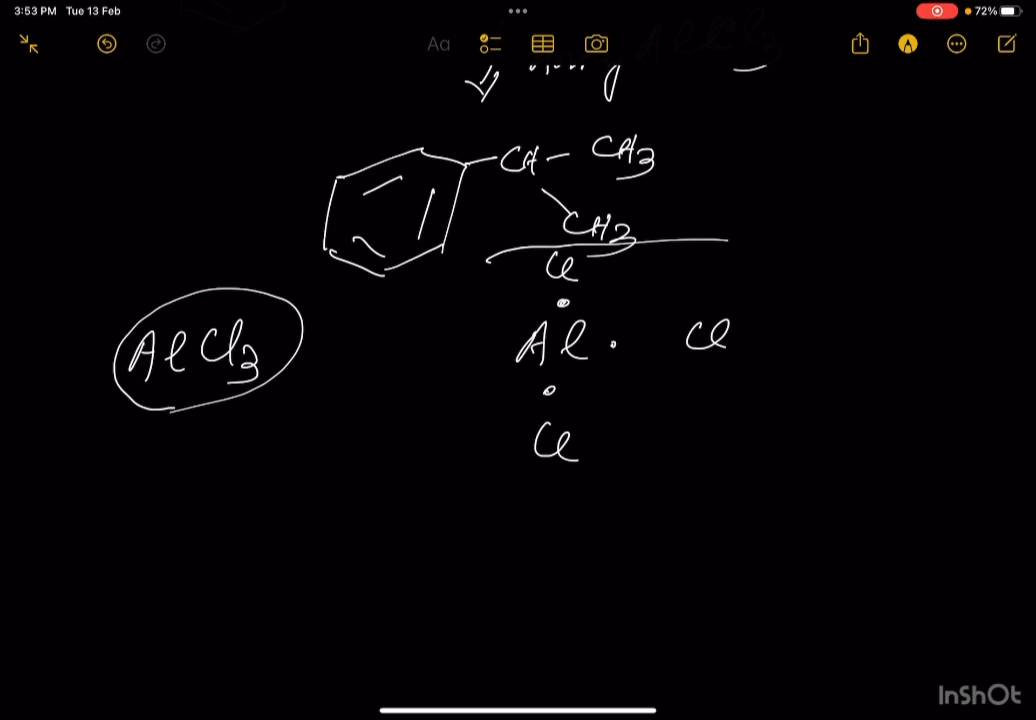 3:53 PM Tue 13 Feb
72%
Aa
CH - CH3
CH3
Cl
AlCl3
Al Cl
Cl
InShOt